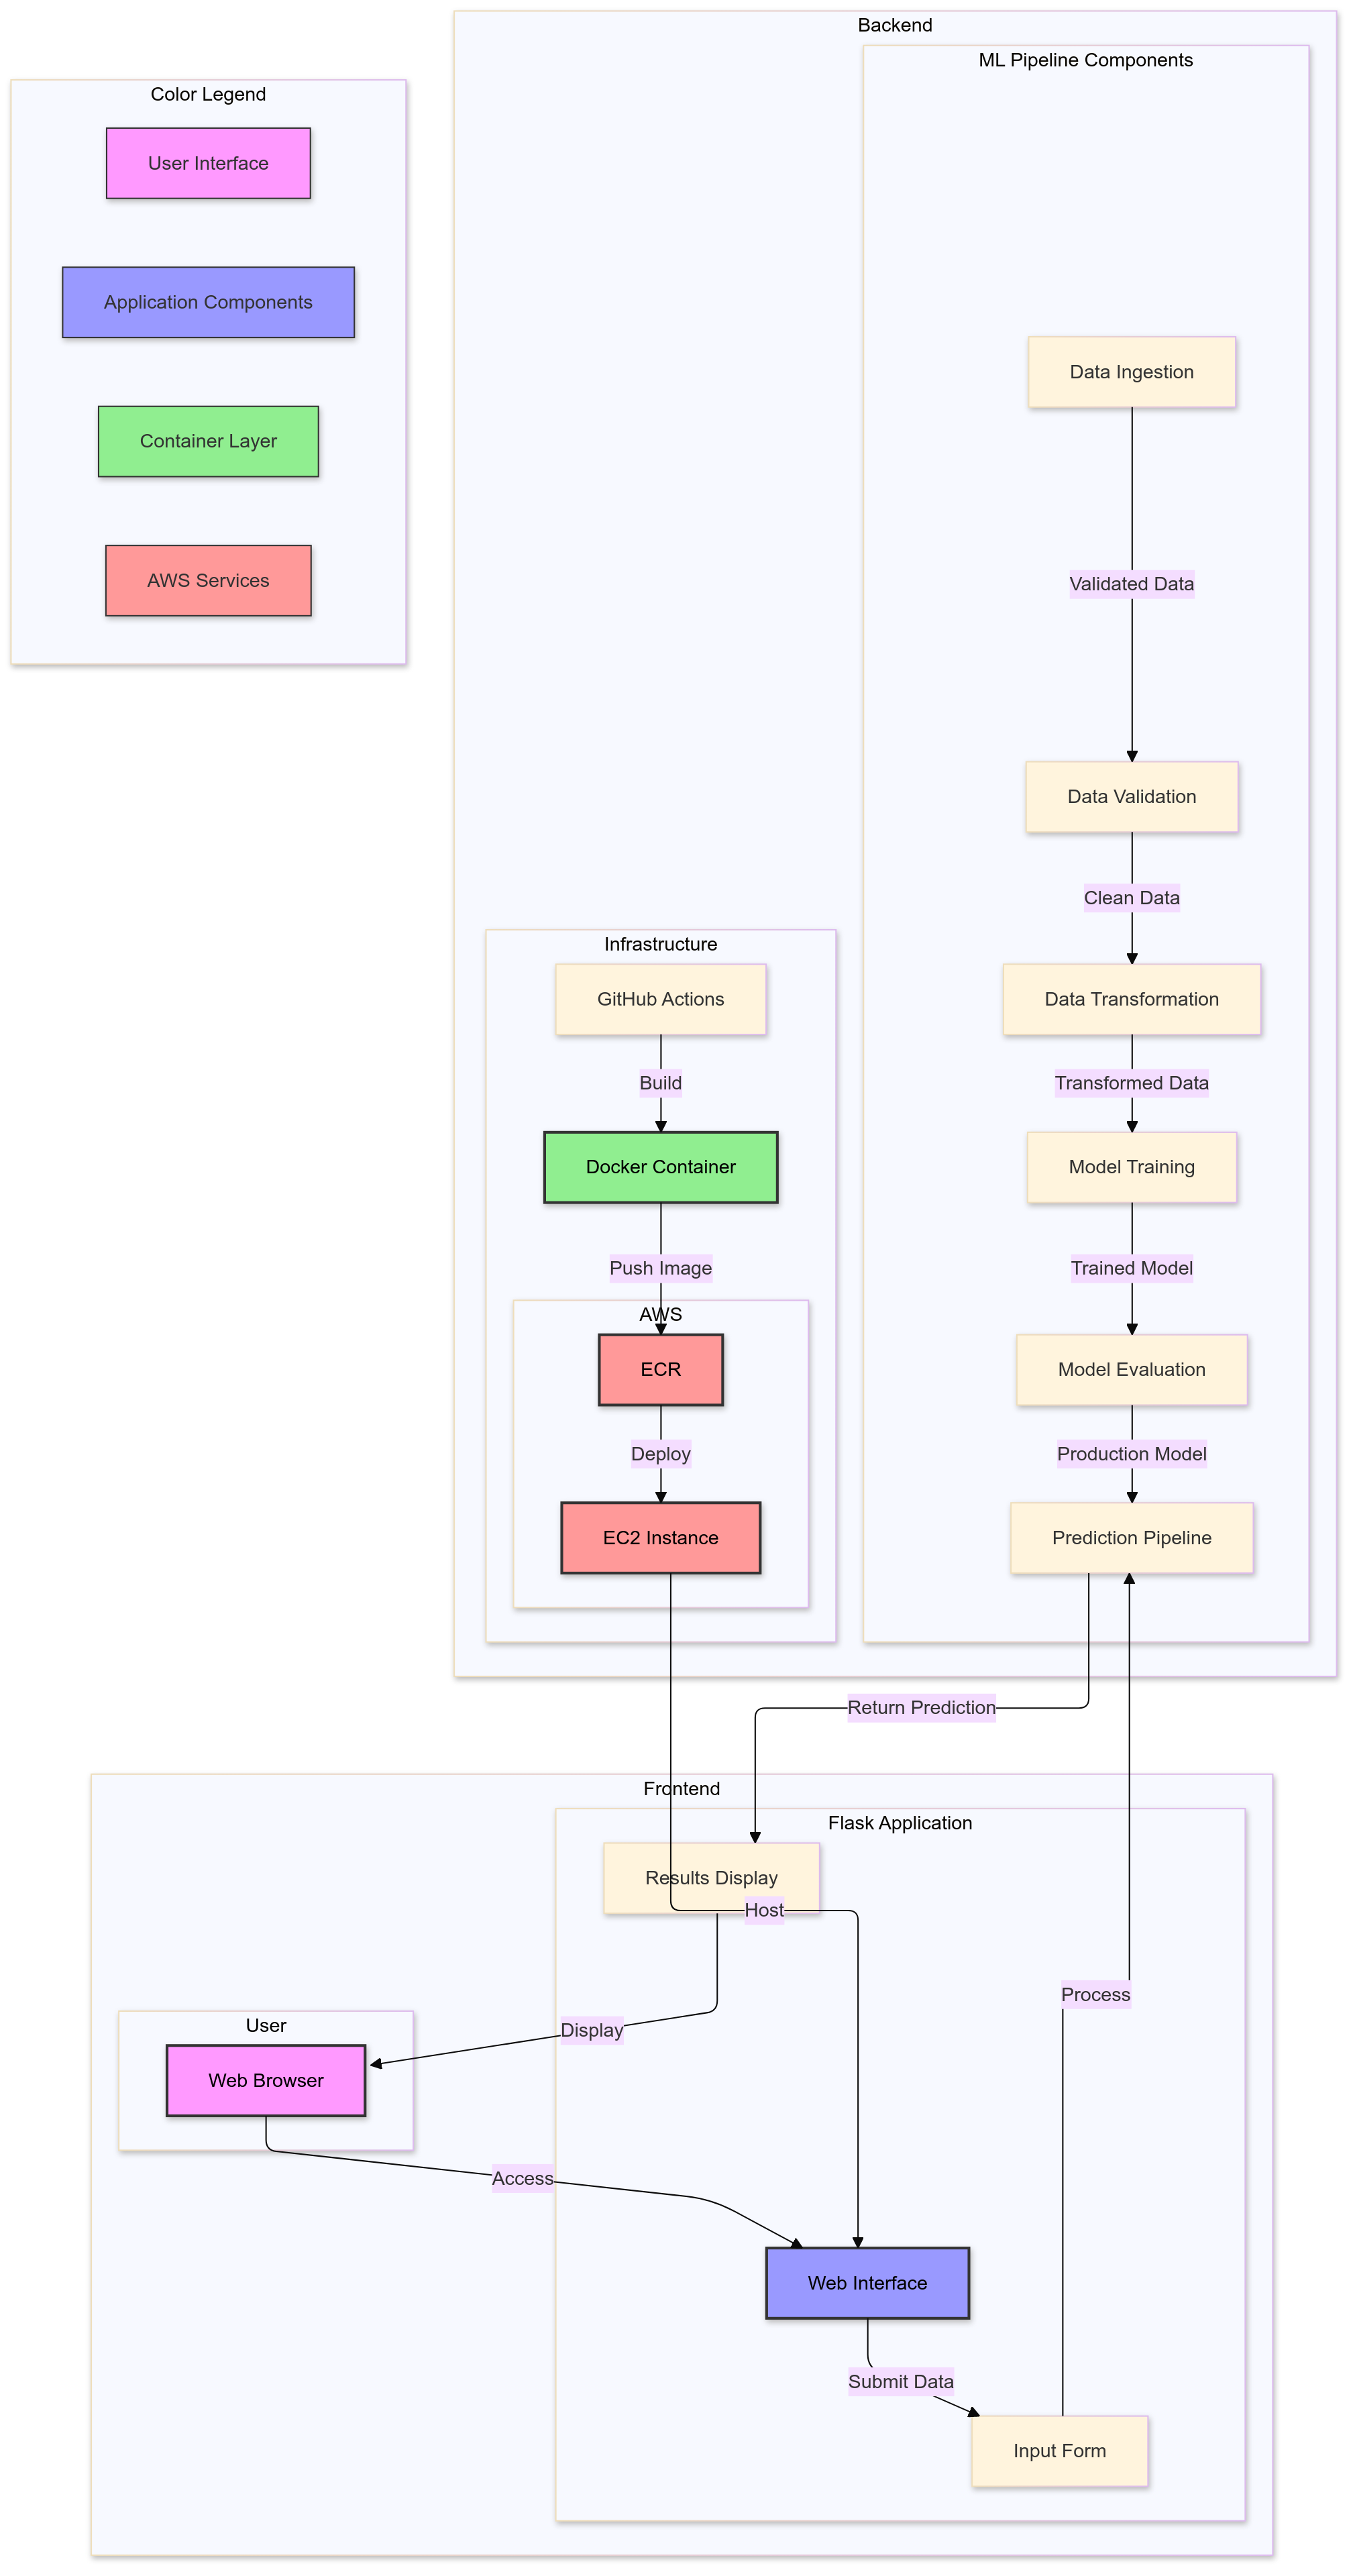 Backend
ML Pipeline Components
Color Legend
User Interface
Application Components
Container Layer
AWS Services
Data Ingestion
Validated Data
Data Validation
Clean Data
Data Transformation
Transformed Data
Model Training
Trained Model
Model Evaluation
Production Model
Prediction Pipeline
Infrastructure
GitHub Actions
Build
Docker Container
Push Image
AWS
ECR
Deploy
EC2 Instance
Return Prediction
Frontend
Flask Application
Results Display
Host
Process
Display
User
Web Browser
Access
Web Interface
Submit Data
Input Form